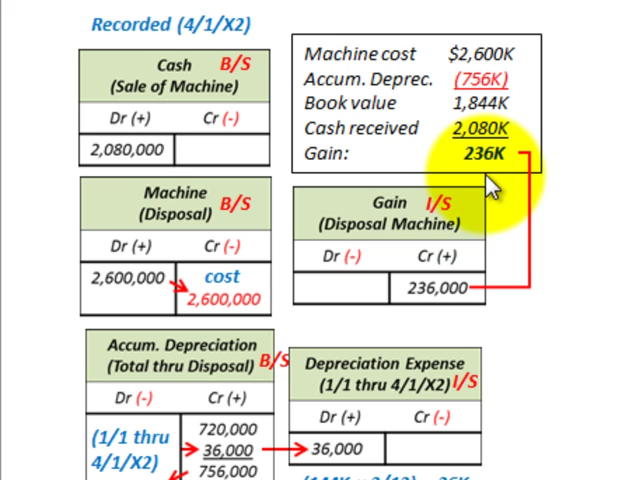 Recorded (4/1/X2)
Cash B/S
(Sale of Machine)
Dr (+) Cr (-)
2,080,000
Machine cost $2,600K
Accum. Deprec. (756K)
Book value 1,844K
Cash received 2,080K
Gain: 236K
Machine B/S
(Disposal)
Dr (+) Cr (-)
2,600,000 cost
2,600,000
Gain I/S
(Disposal Machine)
Dr (-) Cr (+)
236,000
Accum. Depreciation
(Total thru Disposal) B/S
Dr (-) Cr (+)
(1/1 thru
4/1/X2)
720,000
36,000
756,000
Depreciation Expense
(1/1 thru 4/1/X2) I/S
Dr (+) Cr (-)
36,000